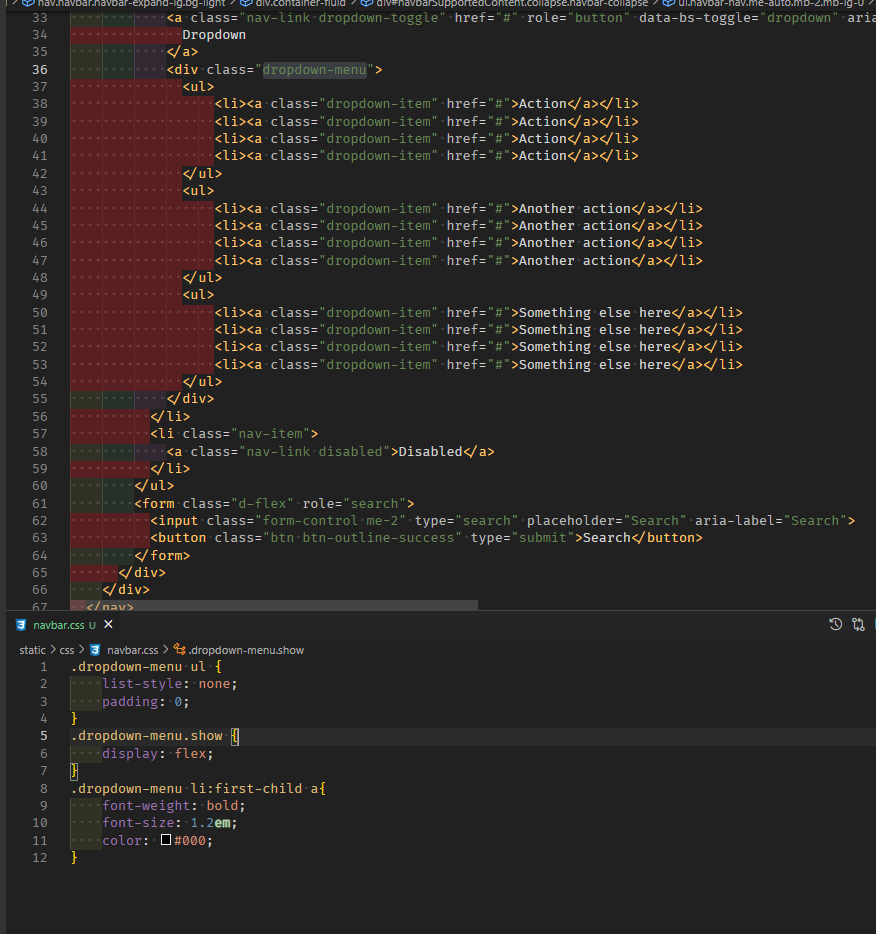 nav.navbar.navbar-expand-lg.bg-light > div.container-fluid > div#navbarSupportedContent.collapse.navbar-collapse > ul.navbar-nav.me-auto.mb-2.mb-lg-0
33 <a class="nav-link dropdown-toggle" href="#" role="button" data-bs-toggle="dropdown" aria
34 Dropdown
35 </a>
36 <div class="dropdown-menu">
37 <ul>
38 <li><a class="dropdown-item" href="#">Action</a></li>
39 <li><a class="dropdown-item" href="#">Action</a></li>
40 <li><a class="dropdown-item" href="#">Action</a></li>
41 <li><a class="dropdown-item" href="#">Action</a></li>
42 </ul>
43 <ul>
44 <li><a class="dropdown-item" href="#">Another action</a></li>
45 <li><a class="dropdown-item" href="#">Another action</a></li>
46 <li><a class="dropdown-item" href="#">Another action</a></li>
47 <li><a class="dropdown-item" href="#">Another action</a></li>
48 </ul>
49 <ul>
50 <li><a class="dropdown-item" href="#">Something else here</a></li>
51 <li><a class="dropdown-item" href="#">Something else here</a></li>
52 <li><a class="dropdown-item" href="#">Something else here</a></li>
53 <li><a class="dropdown-item" href="#">Something else here</a></li>
54 </ul>
55 </div>
56 </li>
57 <li class="nav-item">
58 <a class="nav-link disabled">Disabled</a>
59 </li>
60 </ul>
61 <form class="d-flex" role="search">
62 <input class="form-control me-2" type="search" placeholder="Search" aria-label="Search">
63 <button class="btn btn-outline-success" type="submit">Search</button>
64 </form>
65 </div>
66 </div>
67 </nav>
navbar.css U
static > css > navbar.css > .dropdown-menu.show
1 .dropdown-menu ul {
2 list-style: none;
3 padding: 0;
4 }
5 .dropdown-menu.show {
6 display: flex;
7 }
8 .dropdown-menu li:first-child a{
9 font-weight: bold;
10 font-size: 1.2em;
11 color: #000;
12 }